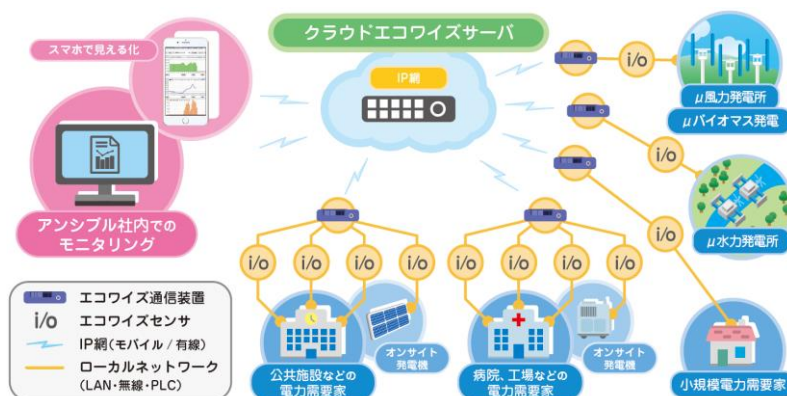 クラウドエコワイズサーバ
スマホで見える化
IP網
アンシブル社内での
モニタリング
i/o
μ風力発電所
μバイオマス発電
i/o
μ水力発電所
i/o
小規模電力需要家
i/o
i/o
i/o
i/o
公共施設などの
電力需要家
オンサイト
発電機
i/o
i/o
i/o
i/o
病院、工場などの
電力需要家
オンサイト
発電機
エコワイズ通信装置
i/o エコワイズセンサ
IP網(モバイル / 有線)
ローカルネットワーク
(LAN・無線・PLC)